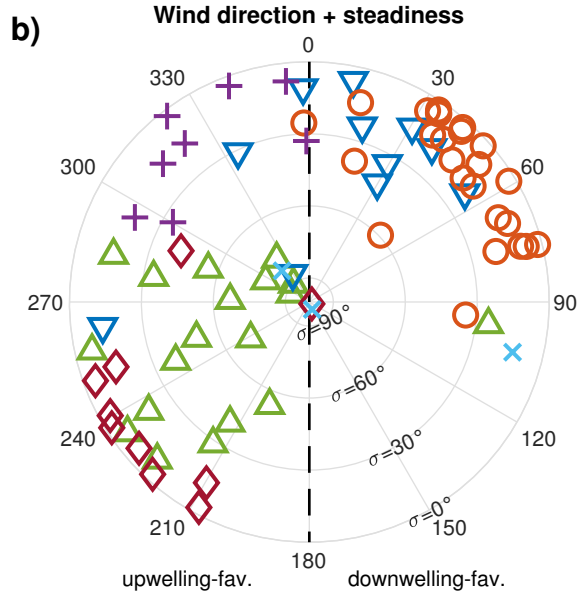 Wind direction + steadiness
b)
0
330
30
300
60
270
90
σ=90°
σ=60°
240
120
σ=30°
σ=0°
210
150
180
upwelling-fav.
downwelling-fav.